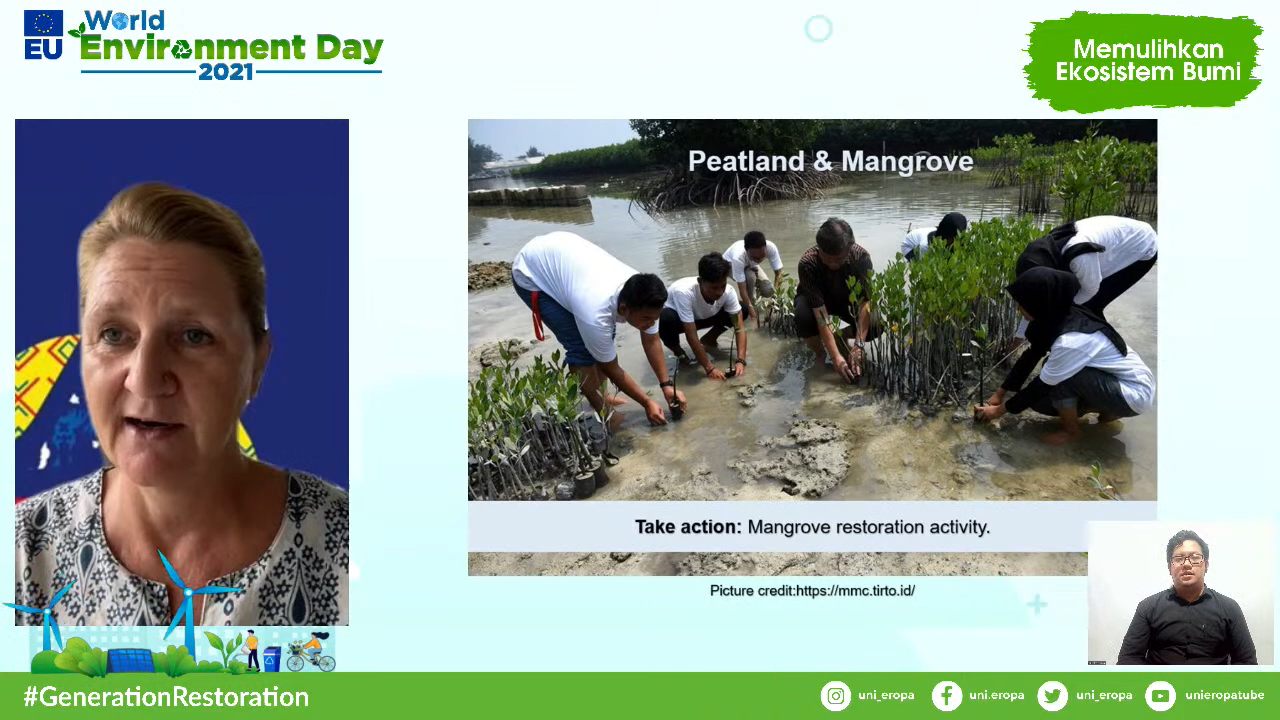 EU
World
Environment Day
2021
Memulihkan
Ekosistem Bumi
Peatland & Mangrove
Take action: Mangrove restoration activity.
Picture credit:https://mmc.tirto.id/
#GenerationRestoration
uni_eropa
uni.eropa
uni_eropa
unieropatube